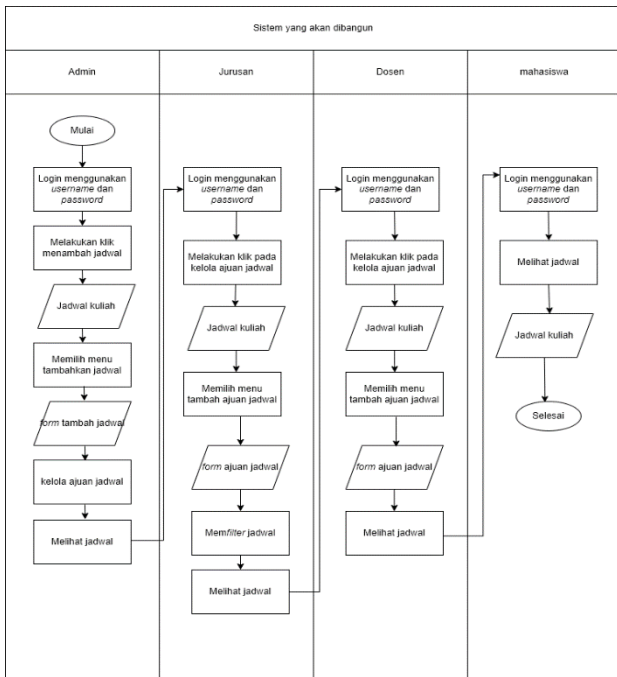 Sistem yang akan dibangun
Admin
Jurusan
Dosen
mahasiswa
Mulai
Login menggunakan
username dan
password
Melakukan klik
menambah jadwal
Jadwal kuliah
Memilih menu
tambahkan jadwal
form tambah jadwal
kelola ajuan jadwal
Melihat jadwal
Login menggunakan
username dan
password
Melakukan klik pada
kelola ajuan jadwal
Jadwal kuliah
Memilih menu
tambah ajuan jadwal
form ajuan jadwal
Memfilter jadwal
Melihat jadwal
Login menggunakan
username dan
password
Melakukan klik pada
kelola ajuan jadwal
Jadwal kuliah
Memilih menu
tambah ajuan jadwal
form ajuan jadwal
Melihat jadwal
Login menggunakan
username dan
password
Melihat jadwal
Jadwal kuliah
Selesai